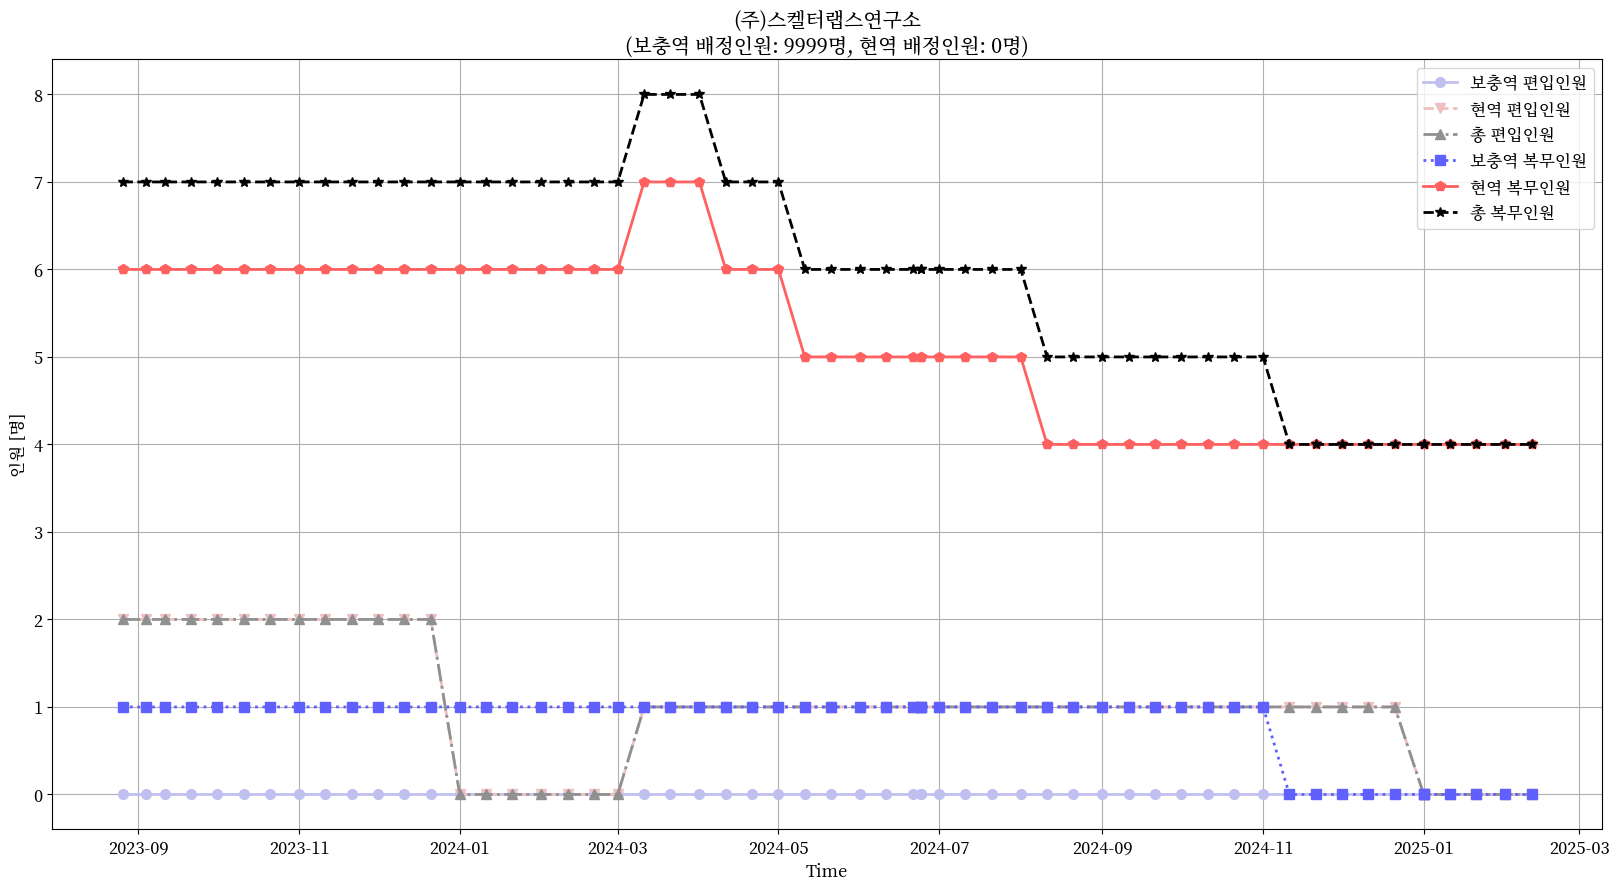 (주)스켈터랩스연구소
(보충역 배정인원: 9999명, 현역 배정인원: 0명)
보충역 편입인원
현역 편입인원
총 편입인원
보충역 복무인원
현역 복무인원
총 복무인원
인원 [명]
8
7
6
5
4
3
2
1
0
2023-09 2023-11 2024-01 2024-03 2024-05 2024-07 2024-09 2024-11 2025-01 2025-03
Time